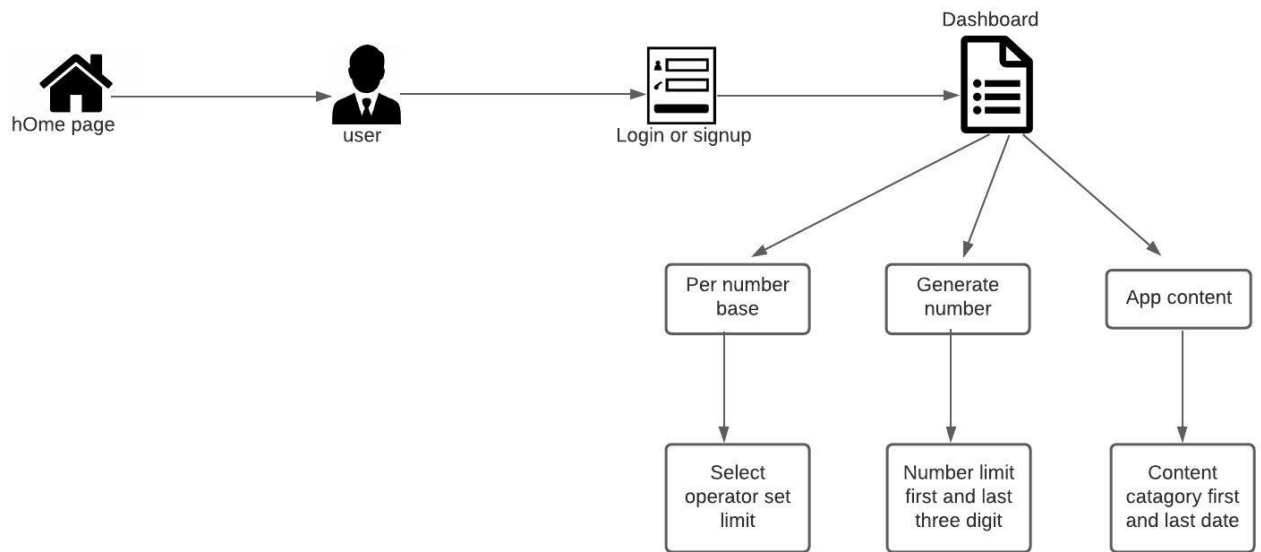 Dashboard
hOme page
user
Login or signup
Per number
base
Generate
number
App content
Select
operator set
limit
Number limit
first and last
three digit
Content
catagory first
and last date